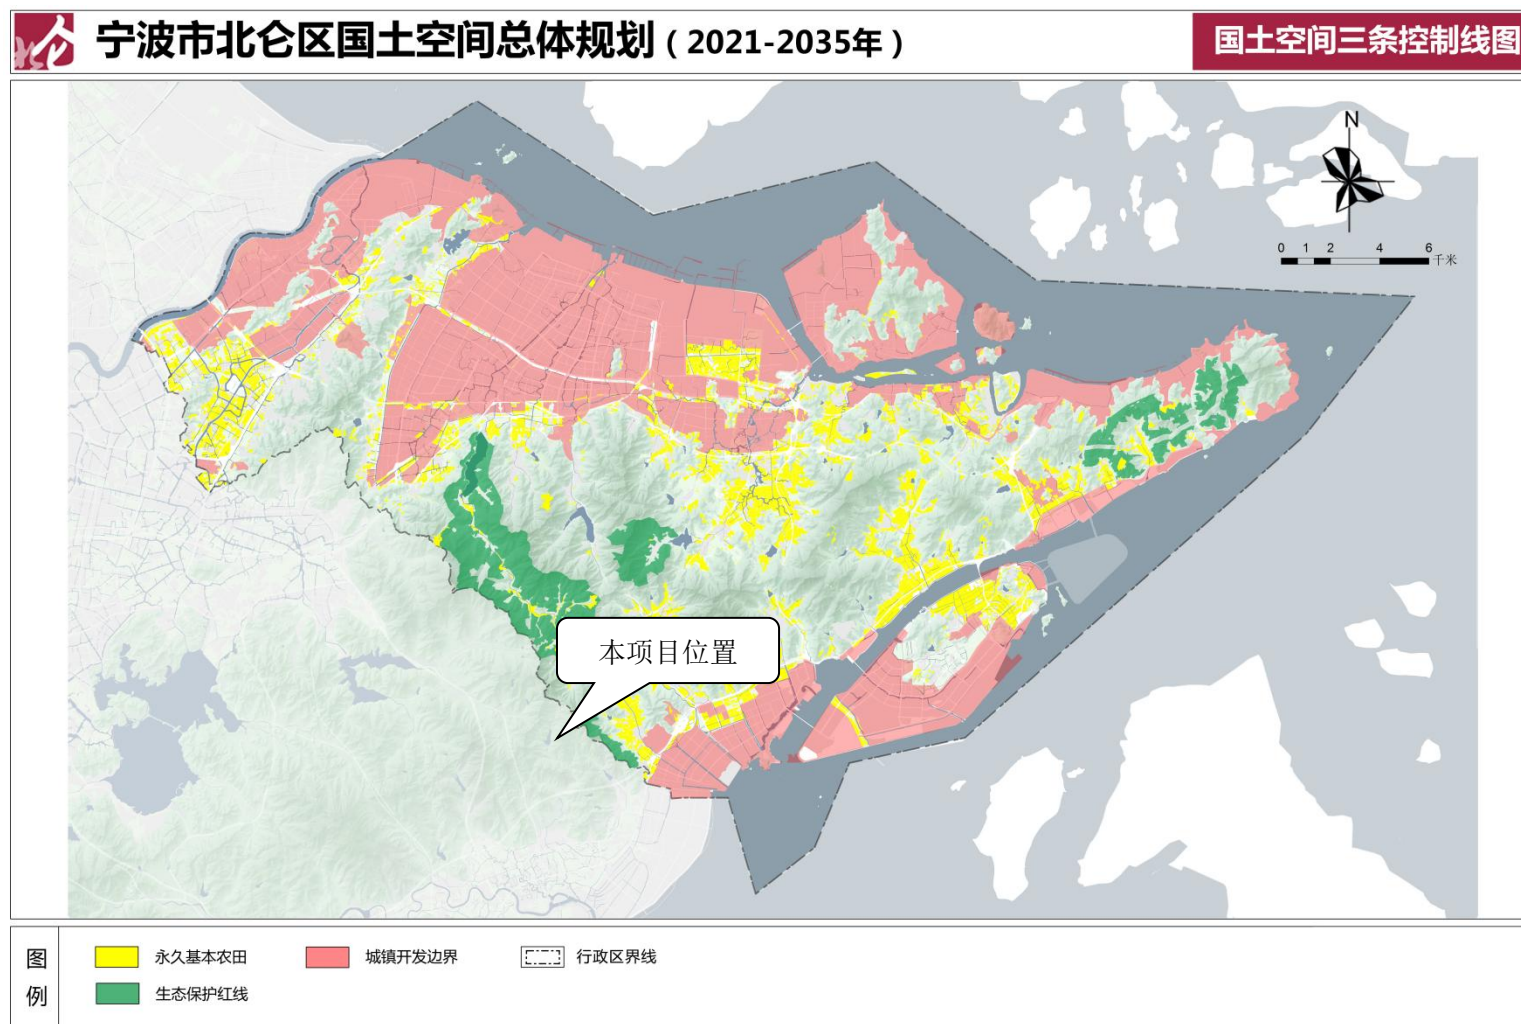 北仑
宁波市北仑区国土空间总体规划（2021-2035年）
国土空间三条控制线图
N
0 1 2 4 6
千米
本项目位置
图例
永久基本农田
城镇开发边界
行政区界线
生态保护红线